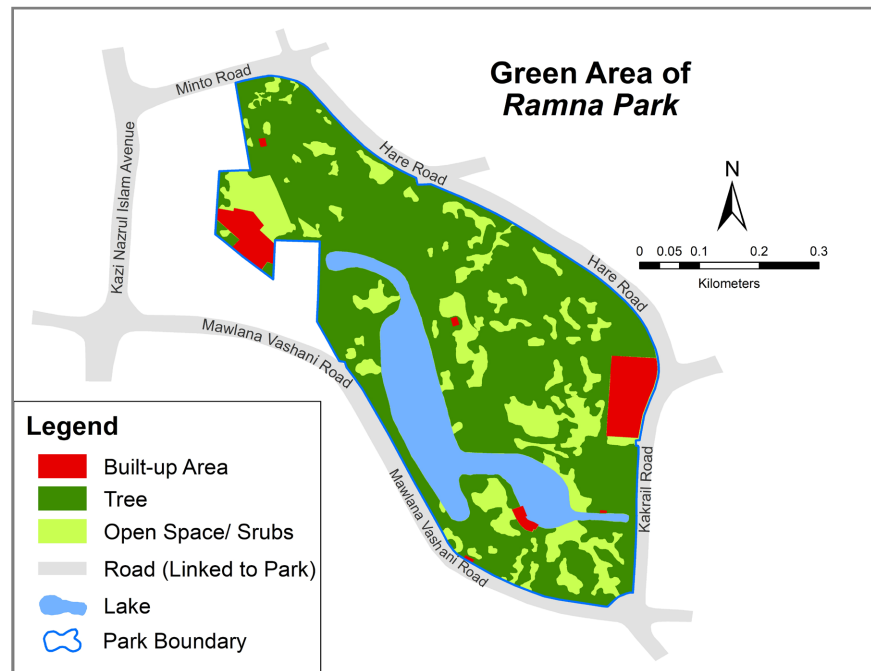 Green Area of
Ramna Park
Minto Road
Hare Road
Kazi Nazrul Islam Avenue
N
0 0.05 0.1 0.2 0.3
Kilometers
Hare Road
Mawlana Vashani Road
Kakrail Road
Mawlana Vashani Road
Legend
Built-up Area
Tree
Open Space/ Srubs
Road (Linked to Park)
Lake
Park Boundary